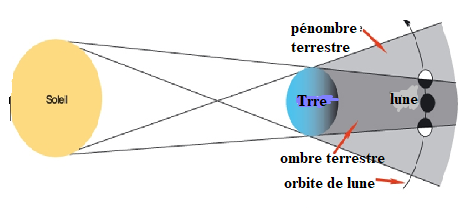 pénombre
terrestre
Soleil
Trre
lune
ombre terrestre
orbite de lune